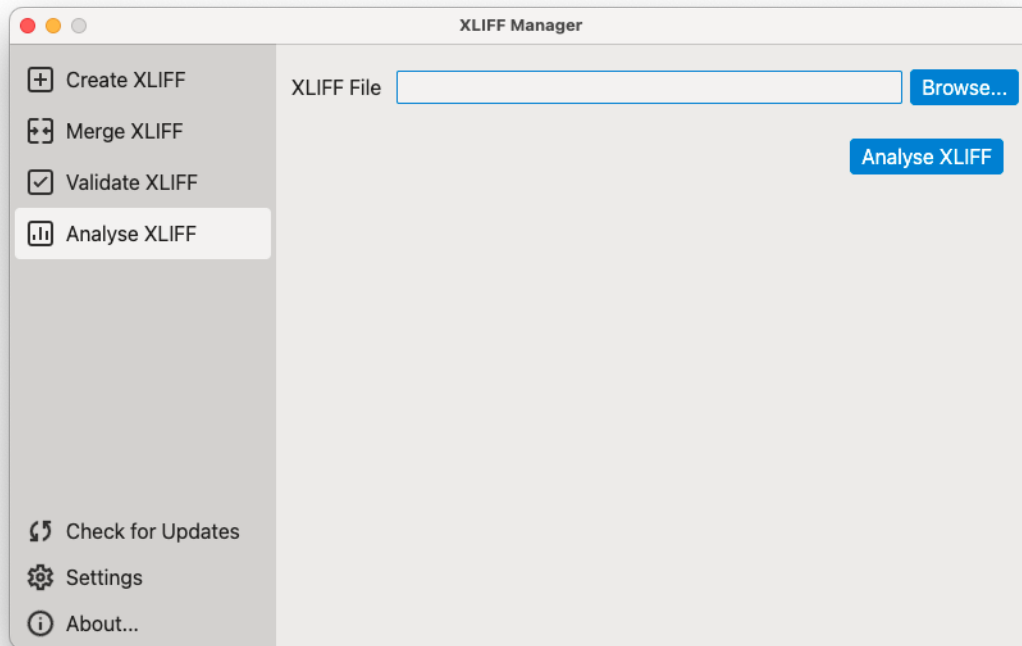 XLIFF Manager
Create XLIFF
Merge XLIFF
Validate XLIFF
Analyse XLIFF
Check for Updates
Settings
About...
XLIFF File
Browse...
Analyse XLIFF